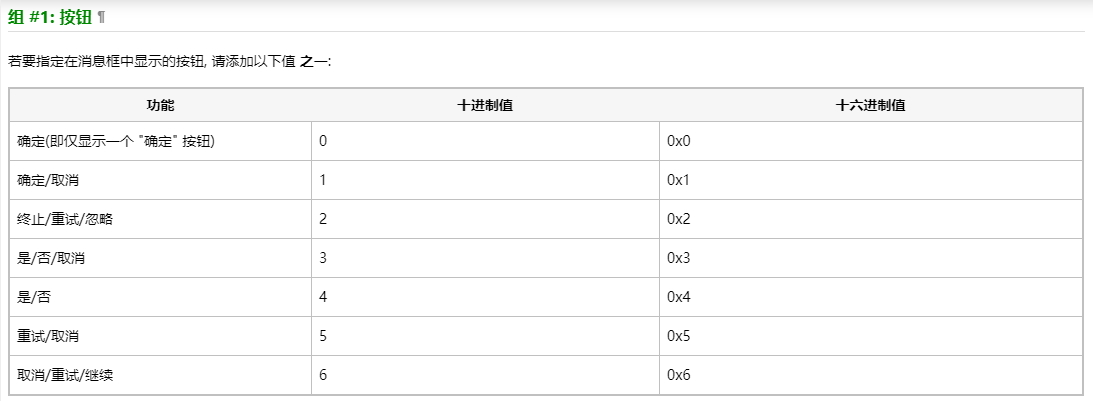 组 #1: 按钮 ¶
若要指定在消息框中显示的按钮, 请添加以下值 之一:
功能 十进制值 十六进制值
确定(即仅显示一个 "确定" 按钮) 0 0x0
确定/取消 1 0x1
终止/重试/忽略 2 0x2
是/否/取消 3 0x3
是/否 4 0x4
重试/取消 5 0x5
取消/重试/继续 6 0x6